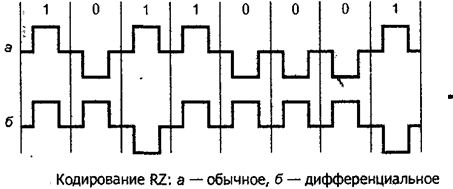 1 0 1 1 0 0 0 1
а
б
Кодирование RZ: а — обычное, б — дифференциальное